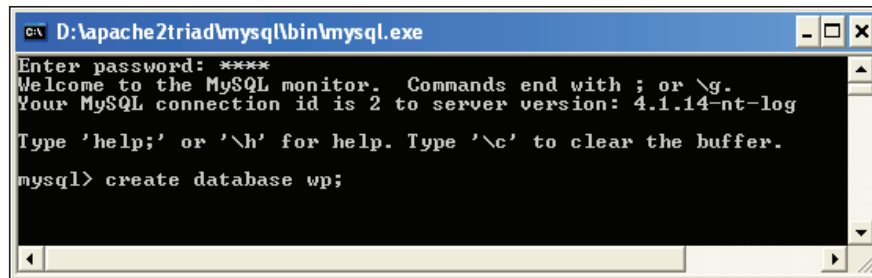 D:\apache2triad\mysql\bin\mysql.exe
Enter password: ****
Welcome to the MySQL monitor.  Commands end with ; or \g.
Your MySQL connection id is 2 to server version: 4.1.14-nt-log
Type 'help;' or '\h' for help. Type '\c' to clear the buffer.
mysql> create database wp;